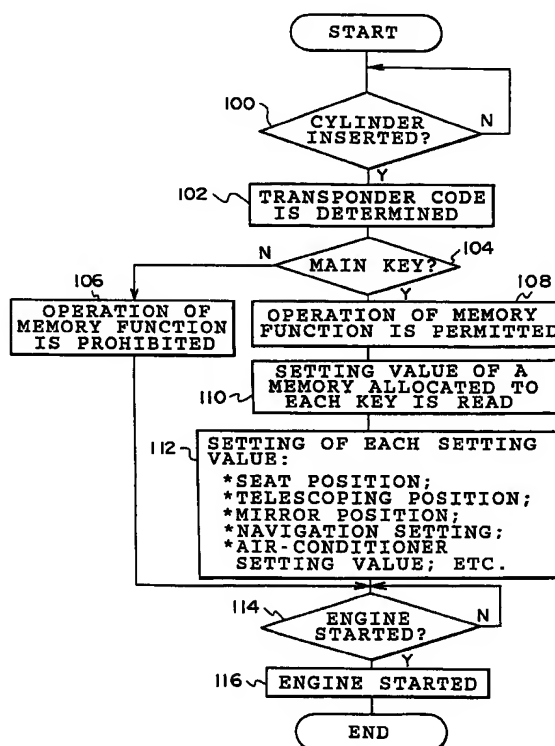 START
100
CYLINDER
INSERTED?
N
Y
102
TRANSPONDER CODE
IS DETERMINED
N
104
MAIN KEY?
106
Y
108
OPERATION OF
MEMORY FUNCTION
IS PROHIBITED
OPERATION OF MEMORY
FUNCTION IS PERMITTED
110
SETTING VALUE OF A
MEMORY ALLOCATED TO
EACH KEY IS READ
112
SETTING OF EACH SETTING
VALUE:
*SEAT POSITION;
*TELESCOPING POSITION;
*MIRROR POSITION;
*NAVIGATION SETTING;
*AIR-CONDITIONER
SETTING VALUE; ETC.
114
ENGINE
STARTED?
N
Y
116
ENGINE STARTED
END